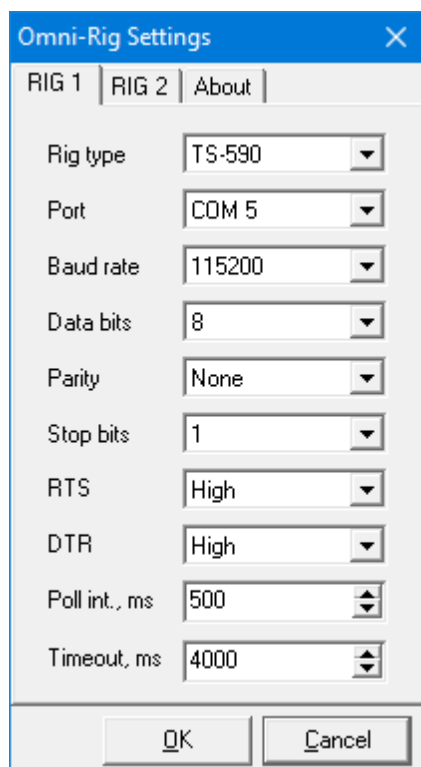 Omni-Rig Settings
RIG 1 RIG 2 About
Rig type TS-590
Port COM 5
Baud rate 115200
Data bits 8
Parity None
Stop bits 1
RTS High
DTR High
Poll int., ms 500
Timeout, ms 4000
OK Cancel